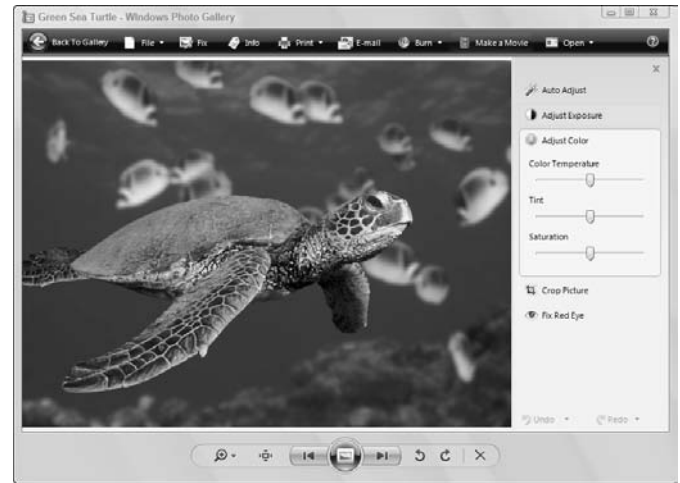 Green Sea Turtle - Windows Photo Gallery
Back To Gallery File Fix Info Print E-mail Burn Make a Movie Open
Auto Adjust
Adjust Exposure
Adjust Color
Color Temperature
Tint
Saturation
Crop Picture
Fix Red Eye
Undo Redo